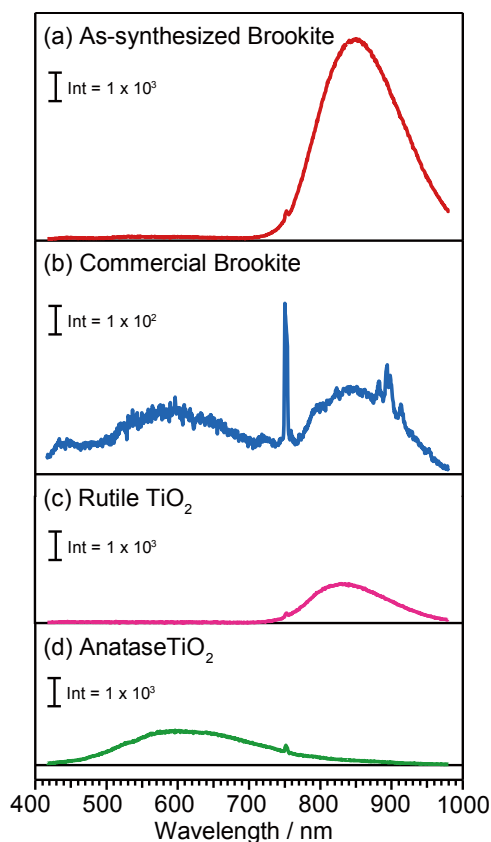 (a) As-synthesized Brookite
Int = 1 x 10³
(b) Commercial Brookite
Int = 1 x 10²
(c) Rutile TiO₂
Int = 1 x 10³
(d) AnataseTiO₂
Int = 1 x 10³
400 500 600 700 800 900 1000
Wavelength / nm